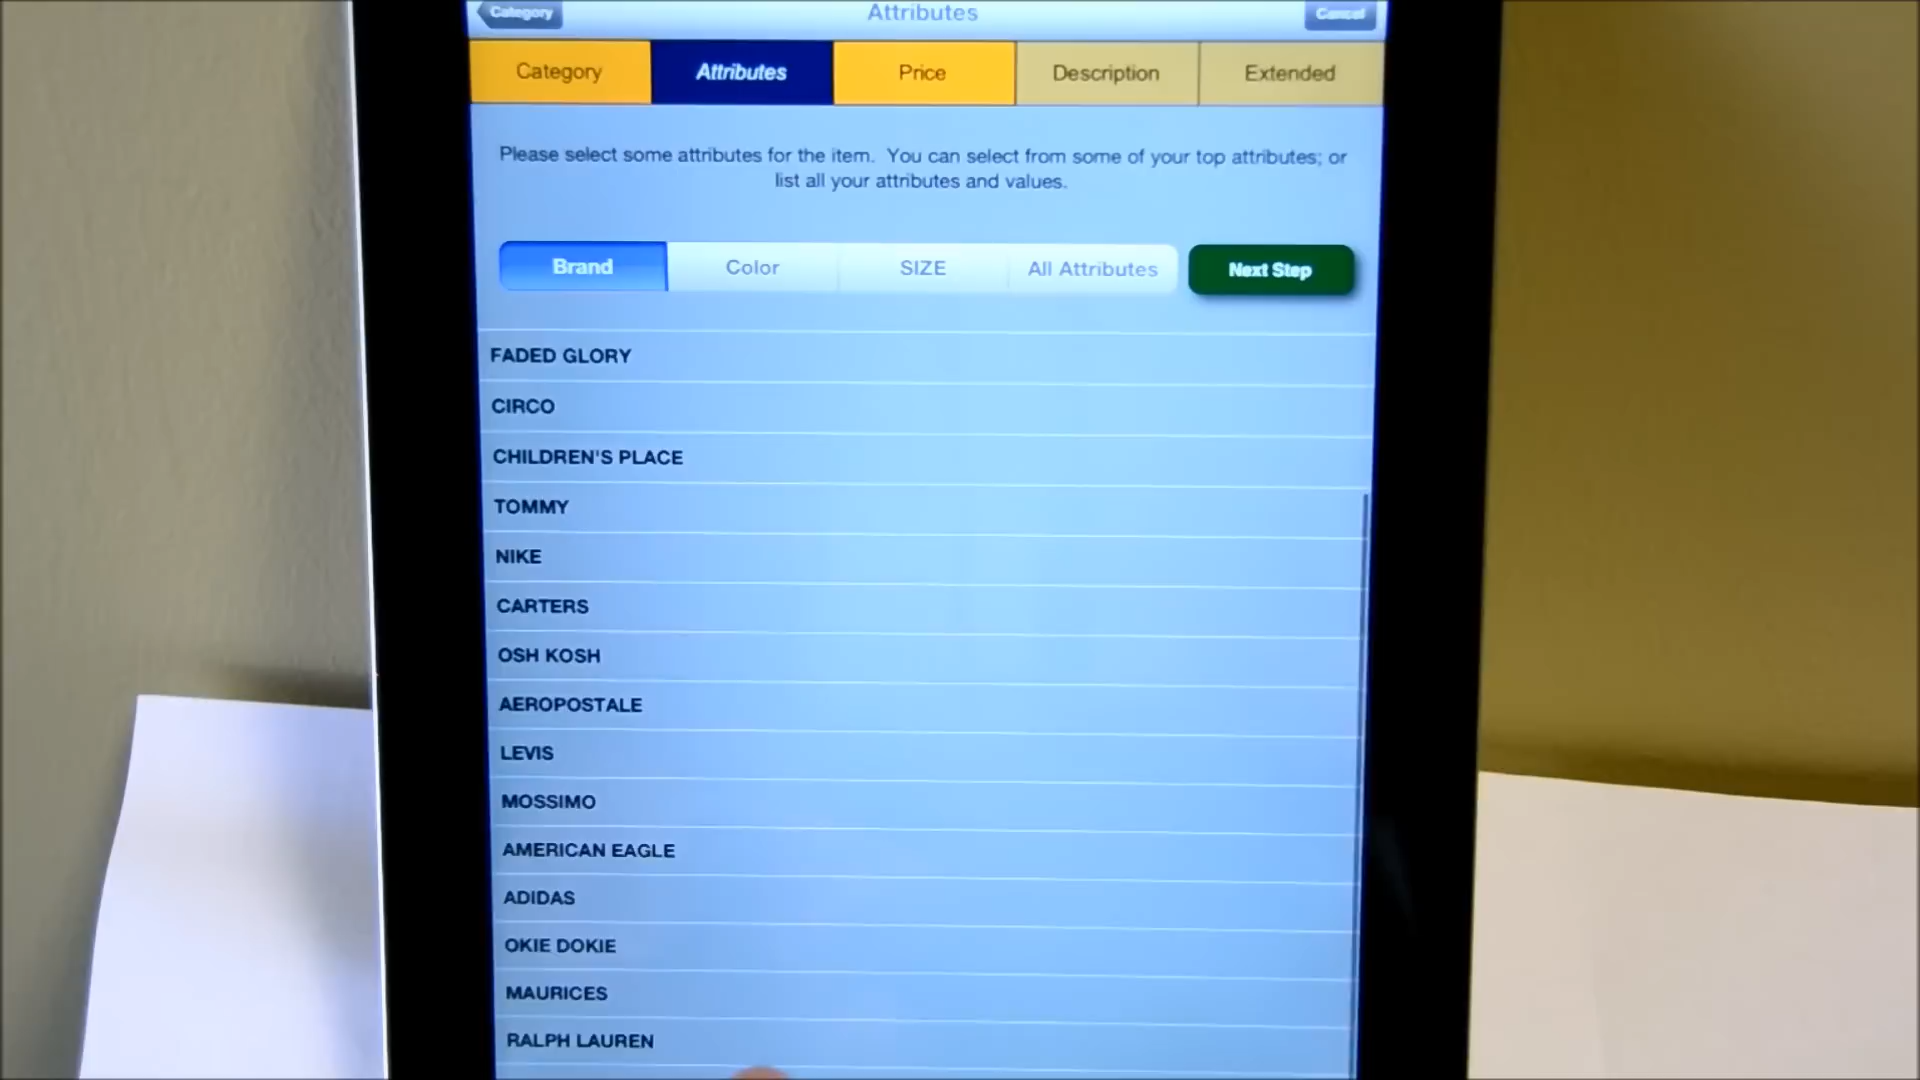 Category
Attributes
Cancel
Category
Attributes
Price
Description
Extended
Please select some attributes for the item. You can select from some of your top attributes; or
list all your attributes and values.
Brand
Color
SIZE
All Attributes
Next Step
FADED GLORY
CIRCO
CHILDREN'S PLACE
TOMMY
NIKE
CARTERS
OSH KOSH
AEROPOSTALE
LEVIS
MOSSIMO
AMERICAN EAGLE
ADIDAS
OKIE DOKIE
MAURICES
RALPH LAUREN